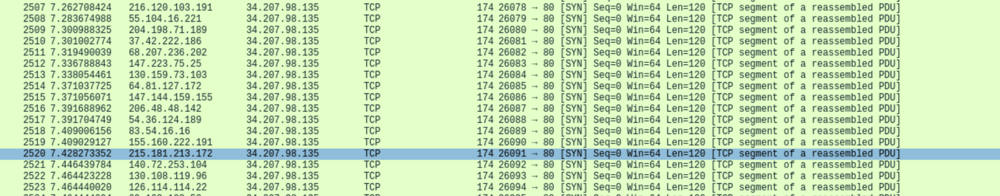 2507 7.262708424 216.120.103.191 34.207.98.135 TCP 174 26078 → 80 [SYN] Seq=0 Win=64 Len=120 [TCP segment of a reassembled PDU]
2508 7.283674988 55.104.16.221 34.207.98.135 TCP 174 26079 → 80 [SYN] Seq=0 Win=64 Len=120 [TCP segment of a reassembled PDU]
2509 7.300988325 204.198.71.189 34.207.98.135 TCP 174 26080 → 80 [SYN] Seq=0 Win=64 Len=120 [TCP segment of a reassembled PDU]
2510 7.301002774 37.42.222.186 34.207.98.135 TCP 174 26081 → 80 [SYN] Seq=0 Win=64 Len=120 [TCP segment of a reassembled PDU]
2511 7.319490039 68.207.236.202 34.207.98.135 TCP 174 26082 → 80 [SYN] Seq=0 Win=64 Len=120 [TCP segment of a reassembled PDU]
2512 7.336788843 147.223.75.25 34.207.98.135 TCP 174 26083 → 80 [SYN] Seq=0 Win=64 Len=120 [TCP segment of a reassembled PDU]
2513 7.338054461 130.159.73.103 34.207.98.135 TCP 174 26084 → 80 [SYN] Seq=0 Win=64 Len=120 [TCP segment of a reassembled PDU]
2514 7.371037725 64.81.127.172 34.207.98.135 TCP 174 26085 → 80 [SYN] Seq=0 Win=64 Len=120 [TCP segment of a reassembled PDU]
2515 7.371056071 147.144.159.155 34.207.98.135 TCP 174 26086 → 80 [SYN] Seq=0 Win=64 Len=120 [TCP segment of a reassembled PDU]
2516 7.391688962 206.48.48.142 34.207.98.135 TCP 174 26087 → 80 [SYN] Seq=0 Win=64 Len=120 [TCP segment of a reassembled PDU]
2517 7.391704749 54.36.124.189 34.207.98.135 TCP 174 26088 → 80 [SYN] Seq=0 Win=64 Len=120 [TCP segment of a reassembled PDU]
2518 7.409006156 83.54.16.16 34.207.98.135 TCP 174 26089 → 80 [SYN] Seq=0 Win=64 Len=120 [TCP segment of a reassembled PDU]
2519 7.409029127 155.160.222.191 34.207.98.135 TCP 174 26090 → 80 [SYN] Seq=0 Win=64 Len=120 [TCP segment of a reassembled PDU]
2520 7.428273352 215.181.213.172 34.207.98.135 TCP 174 26091 → 80 [SYN] Seq=0 Win=64 Len=120 [TCP segment of a reassembled PDU]
2521 7.446439784 140.72.253.104 34.207.98.135 TCP 174 26092 → 80 [SYN] Seq=0 Win=64 Len=120 [TCP segment of a reassembled PDU]
2522 7.464423228 130.108.119.96 34.207.98.135 TCP 174 26093 → 80 [SYN] Seq=0 Win=64 Len=120 [TCP segment of a reassembled PDU]
2523 7.464440020 126.114.114.22 34.207.98.135 TCP 174 26094 → 80 [SYN] Seq=0 Win=64 Len=120 [TCP segment of a reassembled PDU]